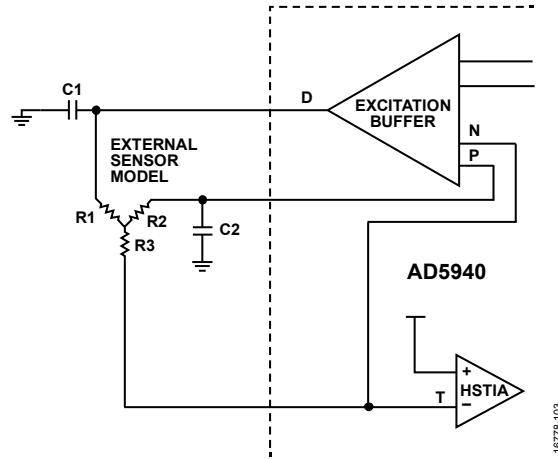 C1
D
EXCITATION
BUFFER
N
P
EXTERNAL
SENSOR
MODEL
R1
R2
R3
C2
AD5940
+
HSTIA
T
−
16778-103